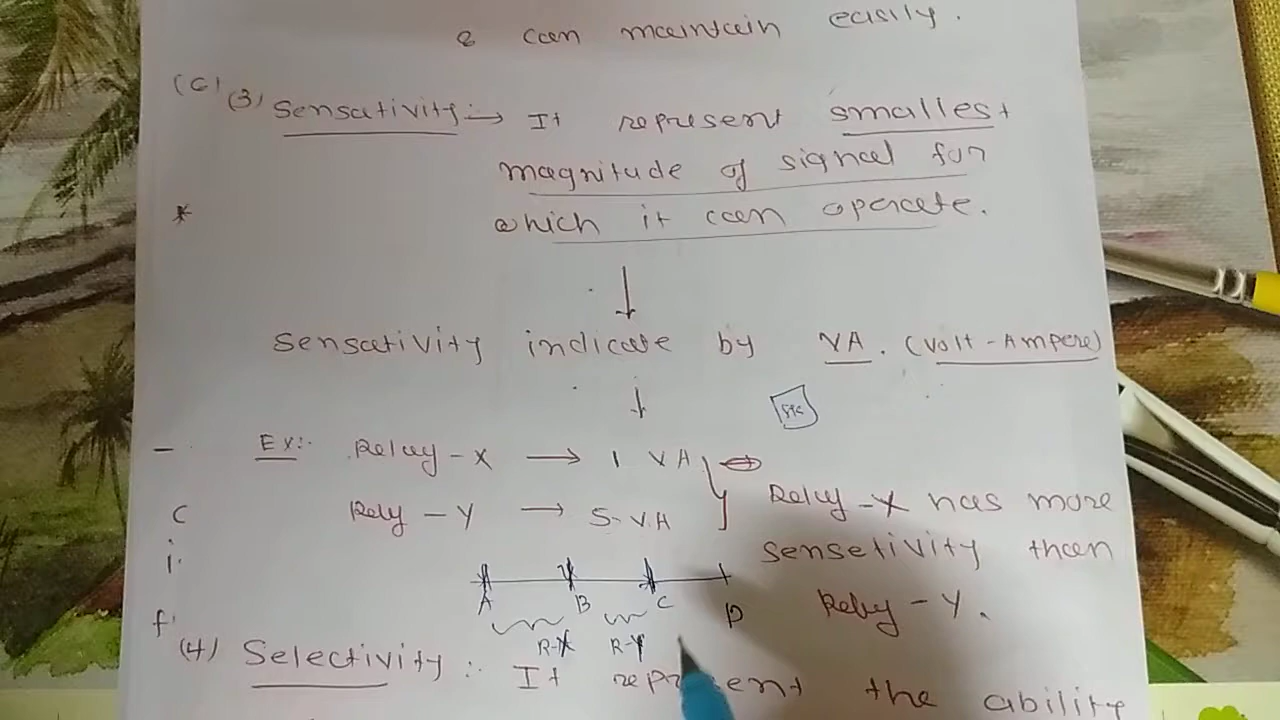 & can maintain easily.
(C) (3) Sensativity :→ It represent smallest
magnitude of signal for
which it can operate.
*
↓
Sensativity indicate by VA. (Volt-Ampere)
↓
Ex:- Relay - X → 1 VA
Rely - Y → 5 - VA
Rely - X has more
sensetivity then
Rely - Y.
A B C D
R-X R-Y
(4) Selectivity :- It represent the ability